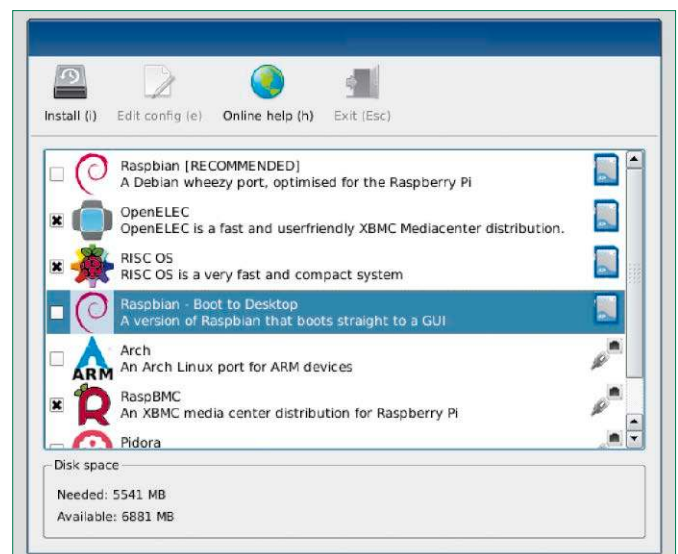 Install (i) Edit config (e) Online help (h) Exit (Esc)
Raspbian [RECOMMENDED]
A Debian wheezy port, optimised for the Raspberry Pi
OpenELEC
OpenELEC is a fast and userfriendly XBMC Mediacenter distribution.
RISC OS
RISC OS is a very fast and compact system
Raspbian - Boot to Desktop
A version of Raspbian that boots straight to a GUI
ARM
Arch
An Arch Linux port for ARM devices
RaspBMC
An XBMC media center distribution for Raspberry Pi
Pidora
Disk space
Needed: 5541 MB
Available: 6881 MB